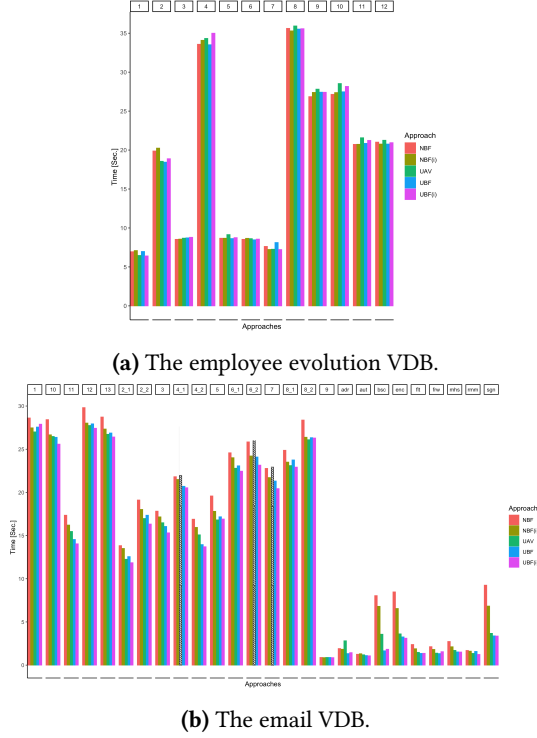 1 2 3 4 5 6 7 8 9 10 11 12
35
30
25
20
15
10
5
0
Time [Sec.]
Approaches
Approach
NBF
NBF(i)
UAV
UBF
UBF(i)
(a) The employee evolution VDB.
1 10 11 12 13 2_1 2_2 3 4_1 4_2 5 6_1 6_2 7 8_1 8_2 9 adr aut bsc enc flt frw mhs rmm sgn
30
25
20
15
10
5
0
Time [Sec.]
Approaches
Approach
NBF
NBF(i
UAV
UBF
UBF(i
(b) The email VDB.